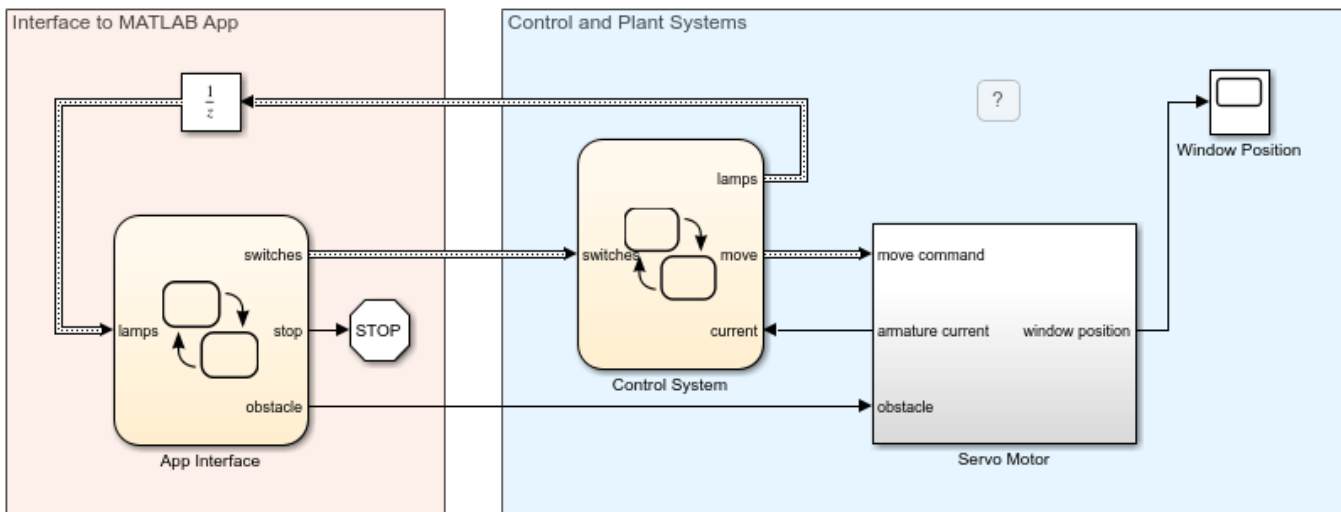 Interface to MATLAB App
Control and Plant Systems
1
z
?
Window Position
lamps
switches
switches
move
move command
lamps
stop
STOP
current
armature current
window position
Control System
obstacle
obstacle
App Interface
Servo Motor